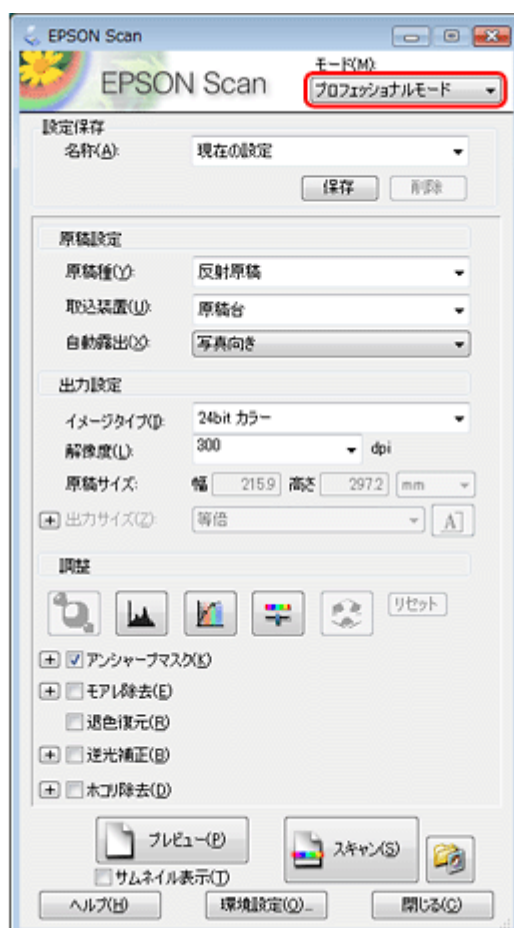 EPSON Scan
EPSON Scan
モード(M):
プロフェッショナルモード
設定保存
名称(A):
現在の設定
保存
削除
原稿設定
原稿種(Y):
反射原稿
取込装置(U):
原稿台
自動露出(X):
写真向き
出力設定
イメージタイプ(I):
24bit カラー
解像度(L):
300
dpi
原稿サイズ:
幅 215.9 高さ 297.2 mm
出力サイズ(Z):
等倍
A
調整
リセット
アンシャープマスク(K)
モアレ除去(E)
退色復元(R)
逆光補正(B)
ホコリ除去(D)
プレビュー(P)
スキャン(S)
サムネイル表示(T)
ヘルプ(H)
環境設定(O)...
閉じる(C)